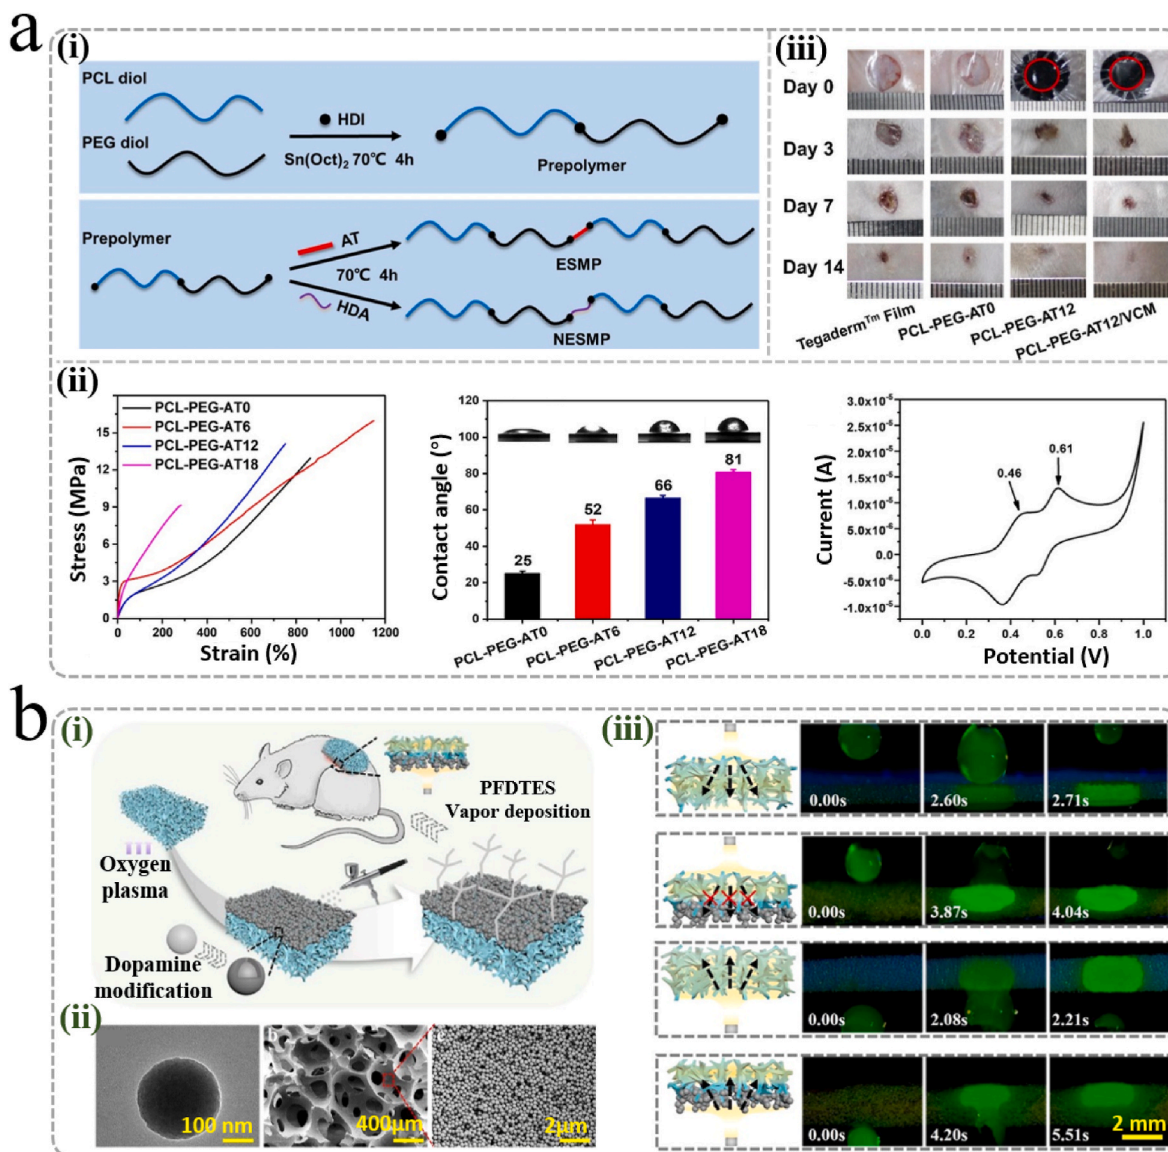 a
(i)
PCL diol
PEG diol
HDI
Sn(Oct)2 70℃ 4h
Prepolymer
Prepolymer
AT
70℃ 4h
HDA
ESMP
NESMP
(iii)
Day 0
Day 3
Day 7
Day 14
Tegaderm™ Film
PCL-PEG-AT0
PCL-PEG-AT12
PCL-PEG-AT12/VCM
(ii)
Stress (MPa)
15
12
9
6
3
0
PCL-PEG-AT0
PCL-PEG-AT6
PCL-PEG-AT12
PCL-PEG-AT18
0 200 400 600 800 1000 1200
Strain (%)
Contact angle (°)
120
100
80
60
40
20
0
25
52
66
81
PCL-PEG-AT0
PCL-PEG-AT6
PCL-PEG-AT12
PCL-PEG-AT18
Current (A)
3.0x10⁻⁵
2.5x10⁻⁵
2.0x10⁻⁵
1.5x10⁻⁵
1.0x10⁻⁵
5.0x10⁻⁶
0.0
-5.0x10⁻⁶
-1.0x10⁻⁵
0.46
0.61
0.0 0.2 0.4 0.6 0.8 1.0
Potential (V)
b
(i)
Oxygen
plasma
Dopamine
modification
PFDTES
Vapor deposition
(ii)
100 nm
400μm
2μm
(iii)
0.00s
2.60s
2.71s
0.00s
3.87s
4.04s
0.00s
2.08s
2.21s
0.00s
4.20s
5.51s
2 mm